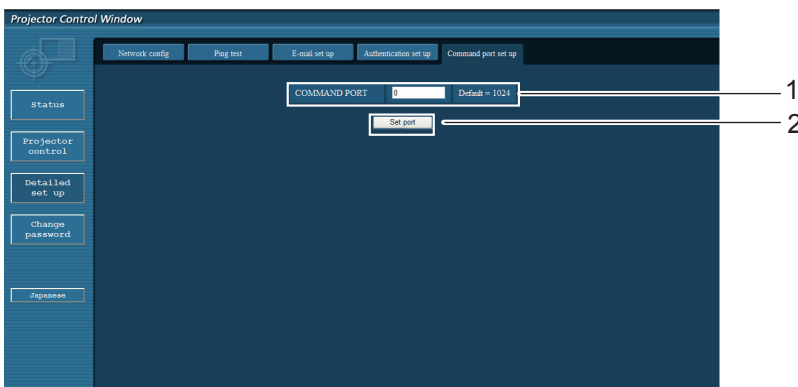 Projector Control Window
Network config
Ping test
E-mail set up
Authentication set up
Command port set up
COMMAND PORT 0 Default = 1024
1
Set port
2
Status
Projector
control
Detailed
set up
Change
password
Japanese